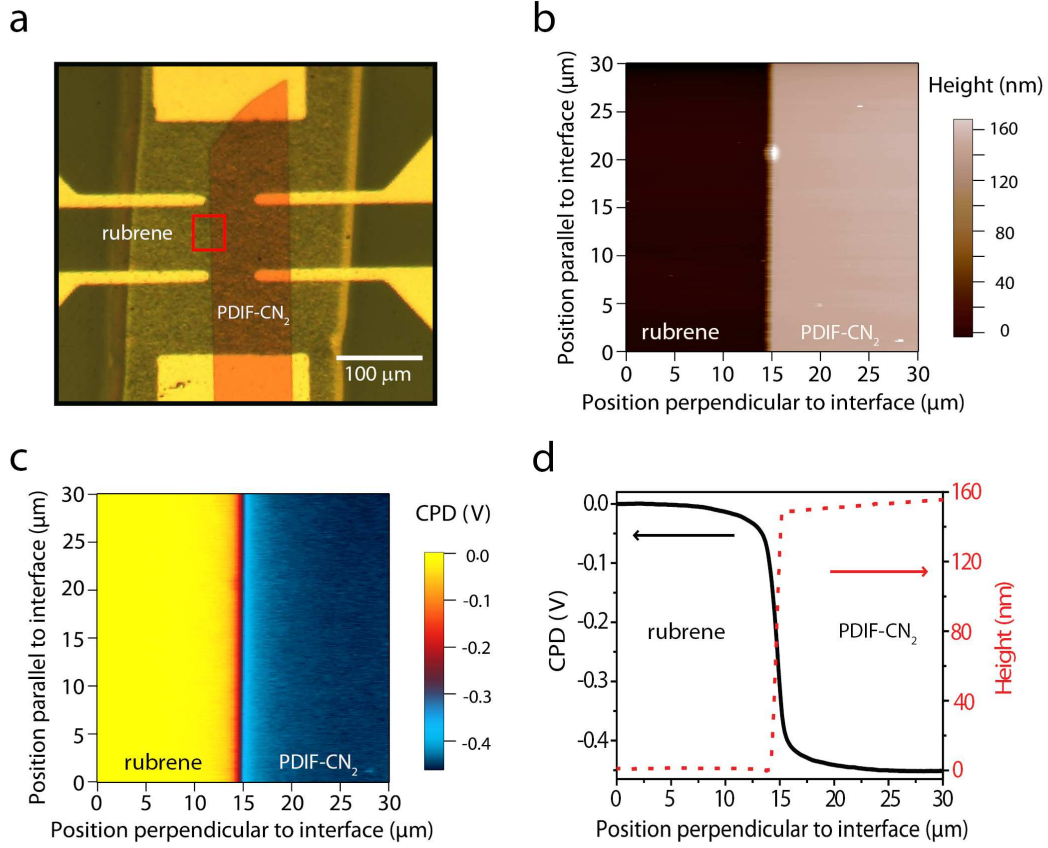 a
rubrene
PDIF-CN₂
100 μm
b
Position parallel to interface (μm)
30
25
20
15
10
5
0
rubrene
PDIF-CN₂
0 5 10 15 20 25 30
Position perpendicular to interface (μm)
Height (nm)
160
120
80
40
0
c
Position parallel to interface (μm)
30
25
20
15
10
5
0
rubrene
PDIF-CN₂
0 5 10 15 20 25 30
Position perpendicular to interface (μm)
CPD (V)
0.0
-0.1
-0.2
-0.3
-0.4
d
CPD (V)
0.0
-0.1
-0.2
-0.3
-0.4
rubrene
PDIF-CN₂
160
120
80
40
0
Height (nm)
0 5 10 15 20 25 30
Position perpendicular to interface (μm)